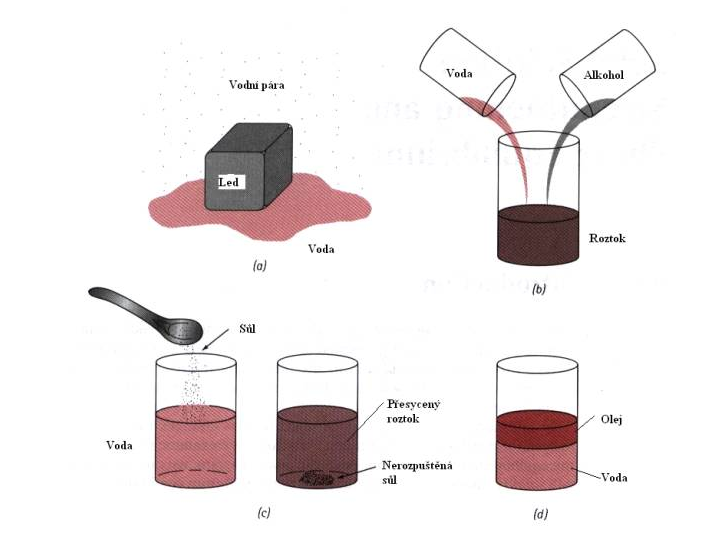 Vodní pára
Led
Voda
(a)
Voda
Alkohol
Roztok
(b)
Sůl
Voda
Přesycený
roztok
Nerozpuštěná
sůl
(c)
Olej
Voda
(d)